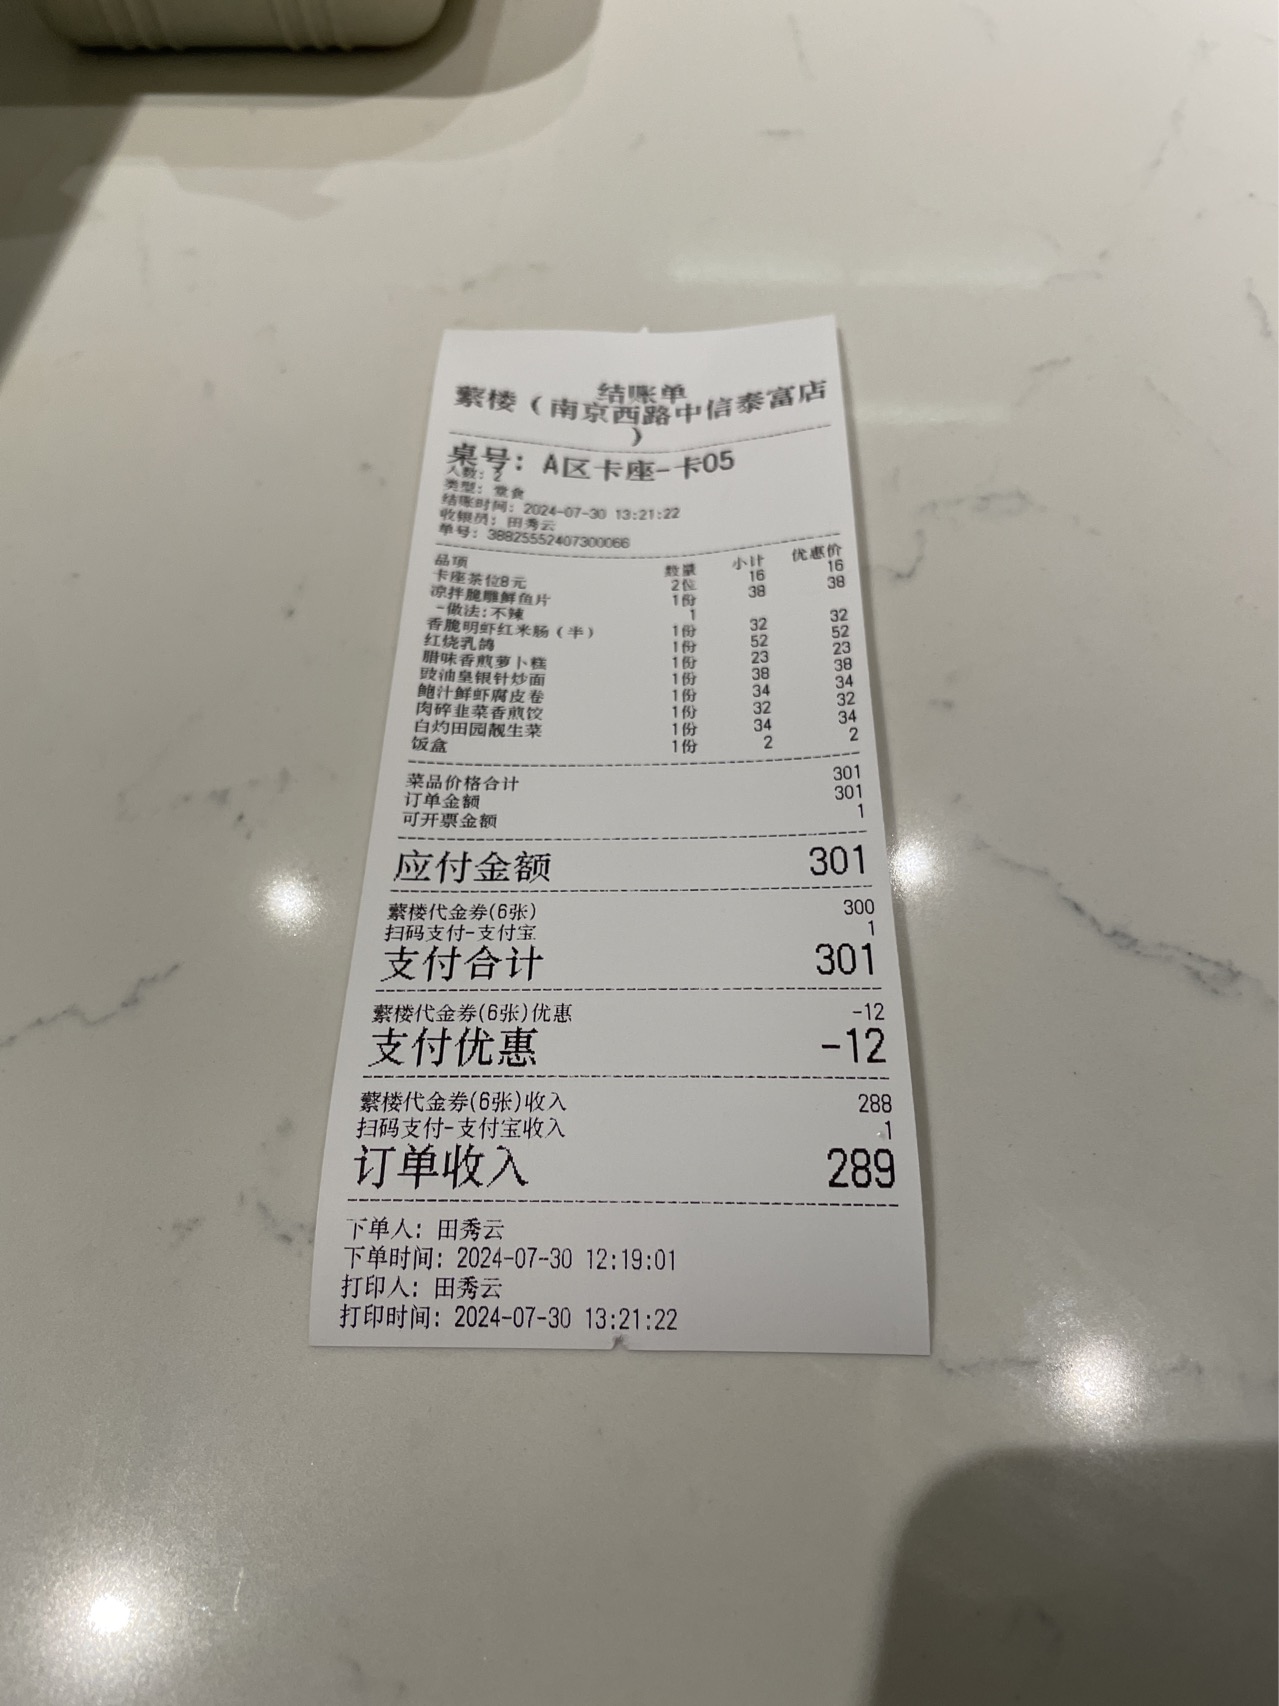 结账单
蘩楼（南京西路中信泰富店
）
桌号: A区卡座-卡05
人数: 2
类型: 堂食
结账时间: 2024-07-30 13:21:22
收银员: 田秀云
单号: 38825552407300066
品项 数量 小计 优惠价
卡座茶位8元 2位 16 16
凉拌脆雕鲜鱼片 1份 38 38
-做法:不辣 1
香脆明虾红米肠（半） 1份 32 32
红烧乳鸽 1份 52 52
腊味香煎萝卜糕 1份 23 23
豉油皇银针炒面 1份 38 38
鲍汁鲜虾腐皮卷 1份 34 34
肉碎韭菜香煎饺 1份 32 32
白灼田园靓生菜 1份 34 34
饭盒 1份 2 2
菜品价格合计 301
订单金额 301
可开票金额 1
应付金额 301
蘩楼代金券(6张) 300
扫码支付-支付宝 1
支付合计 301
蘩楼代金券(6张)优惠 -12
支付优惠 -12
蘩楼代金券(6张)收入 288
扫码支付-支付宝收入 1
订单收入 289
下单人: 田秀云
下单时间: 2024-07-30 12:19:01
打印人: 田秀云
打印时间: 2024-07-30 13:21:22